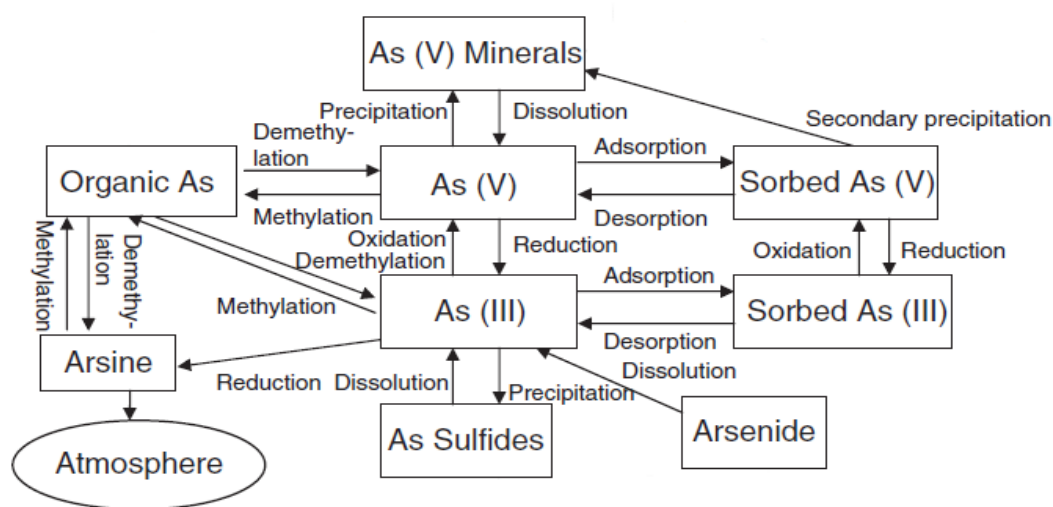 As (V) Minerals
Precipitation
Dissolution
Secondary precipitation
Demethy-
lation
Adsorption
Organic As
As (V)
Sorbed As (V)
Methylation
Desorption
Oxidation
Reduction
Oxidation
Reduction
Methylation
Demethy-
lation
Demethylation
Adsorption
Methylation
As (III)
Sorbed As (III)
Desorption
Arsine
Reduction
Dissolution
Precipitation
Dissolution
As Sulfides
Arsenide
Atmosphere